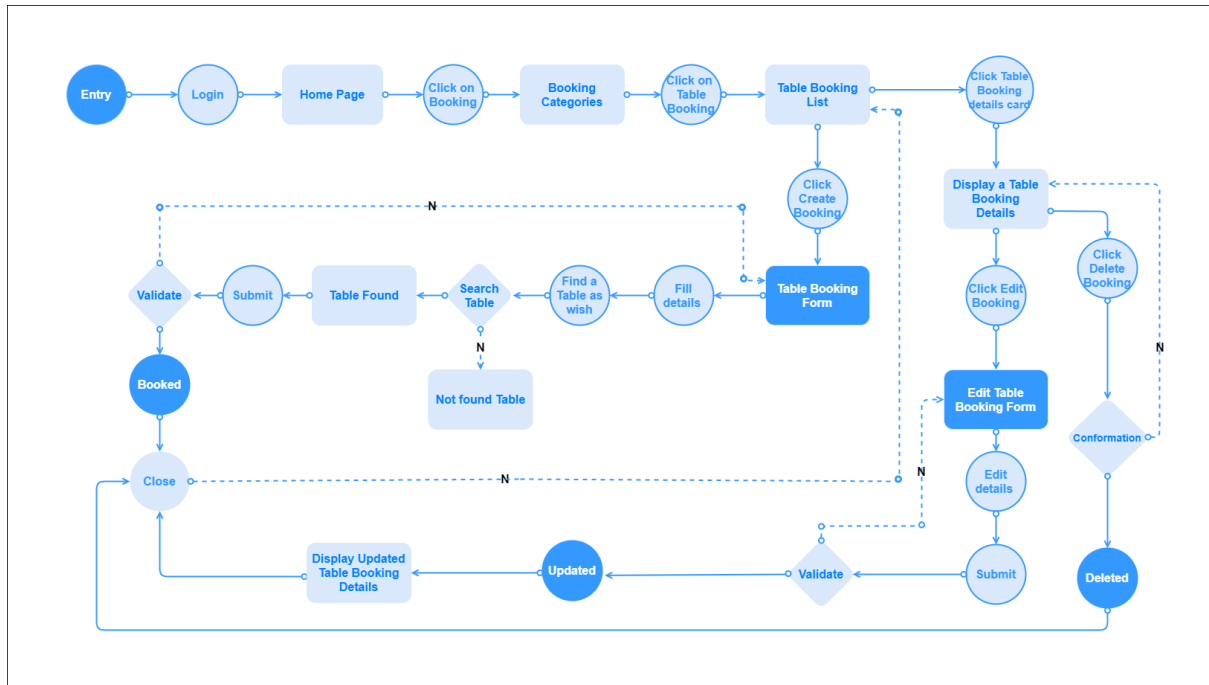 Entry
Login
Home Page
Click on
Booking
Booking
Categories
Click on
Table
Booking
Table Booking
List
Click Table
Booking
details card
Click
Create
Booking
Display a Table
Booking
Details
N
Validate
Submit
Table Found
Search
Table
Find a
Table as
wish
Fill
details
Table Booking
Form
Click Edit
Booking
Click
Delete
Booking
N
N
Booked
Not found Table
Edit Table
Booking Form
Conformation
Close
N
N
Edit
details
Display Updated
Table Booking
Details
Updated
Validate
Submit
Deleted